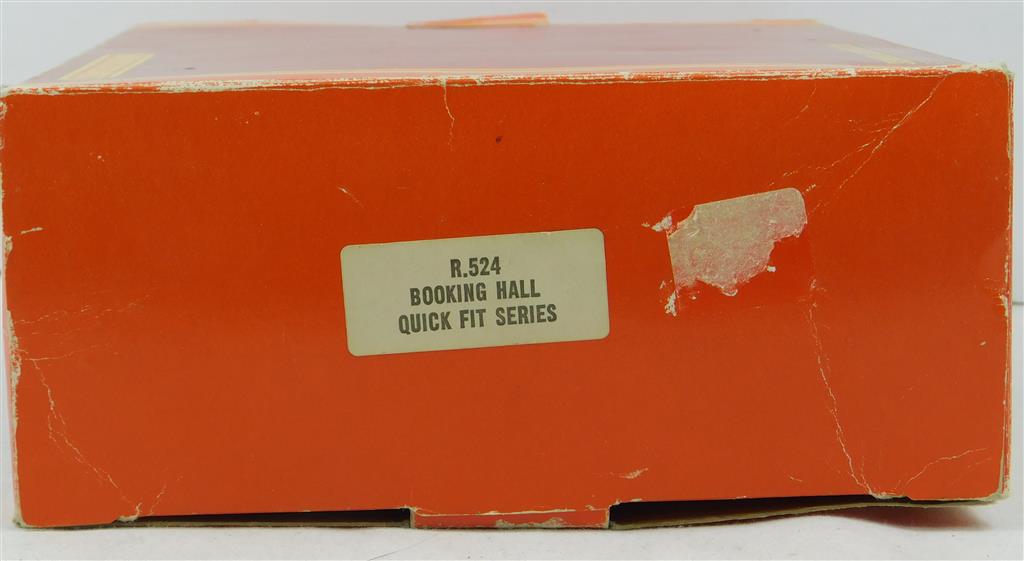 R.524
BOOKING HALL
QUICK FIT SERIES